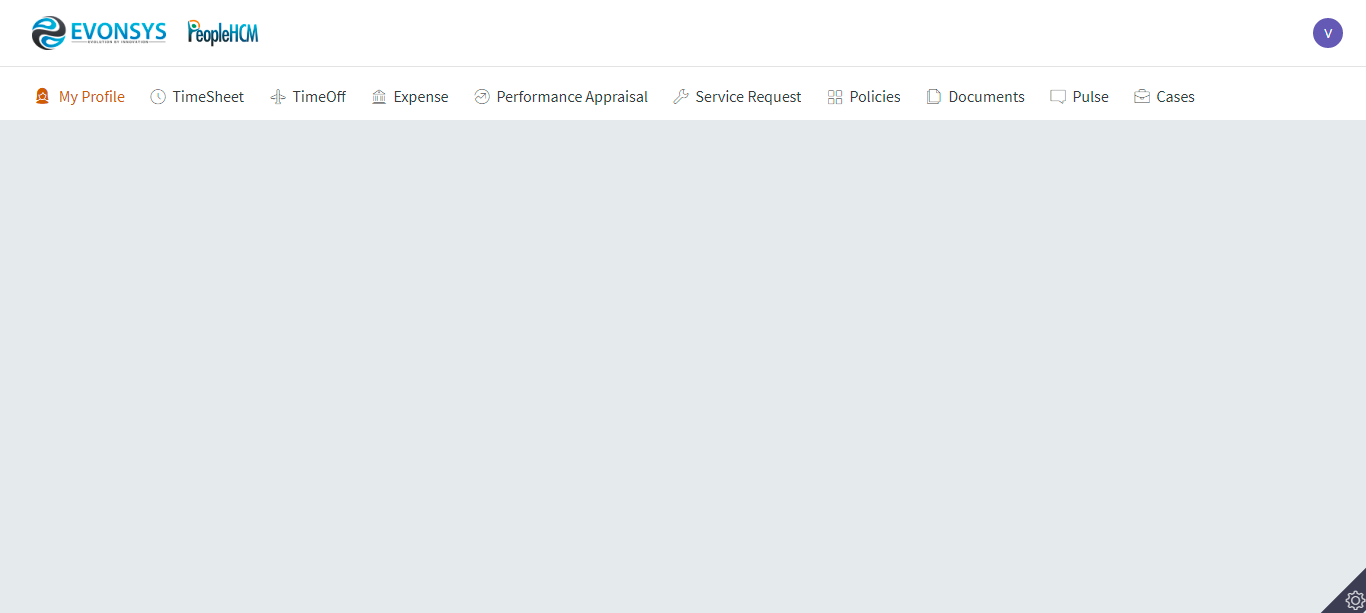 EVONSYS
EVOLUTION BY INNOVATION
PeopleHCM
V
My Profile
TimeSheet
TimeOff
Expense
Performance Appraisal
Service Request
Policies
Documents
Pulse
Cases